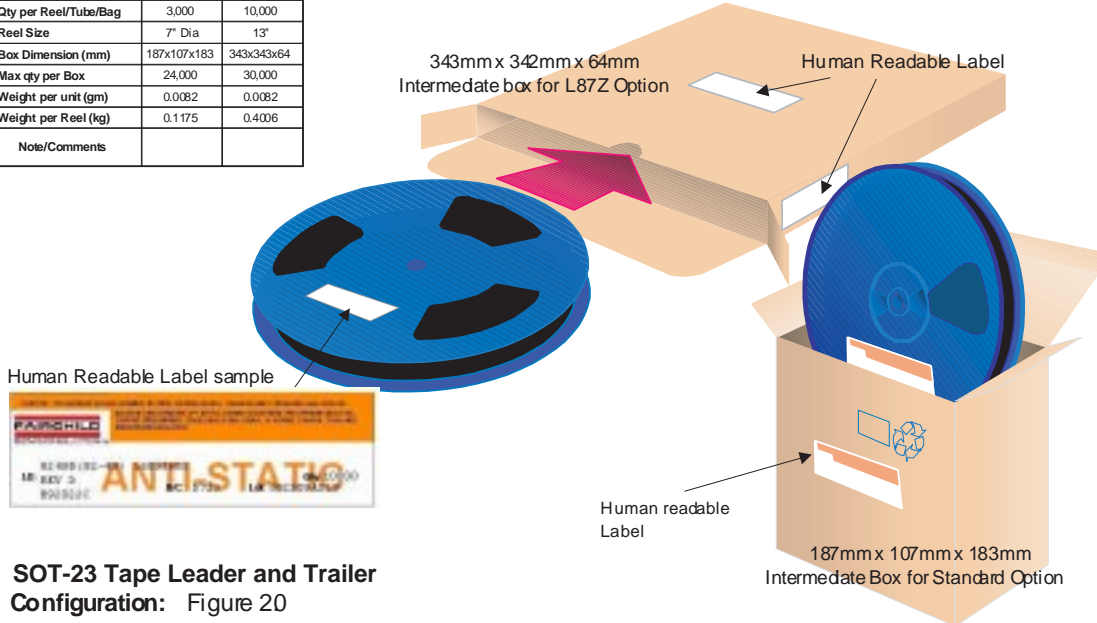 Qty per Reel/Tube/Bag 3,000 10,000
Reel Size 7" Dia 13"
Box Dimension (mm) 187x107x183 343x343x64
Max qty per Box 24,000 30,000
Weight per unit (gm) 0.0082 0.0082
Weight per Reel (kg) 0.1175 0.4006
Note/Comments
343mm x 342mm x 64mm
Intermediate box for L87Z Option
Human Readable Label
Human Readable Label sample
FAIRCHILD
ANTI-STATIC
Human readable
Label
187mm x 107mm x 183mm
Intermediate Box for Standard Option
SOT-23 Tape Leader and Trailer
Configuration: Figure 2.0